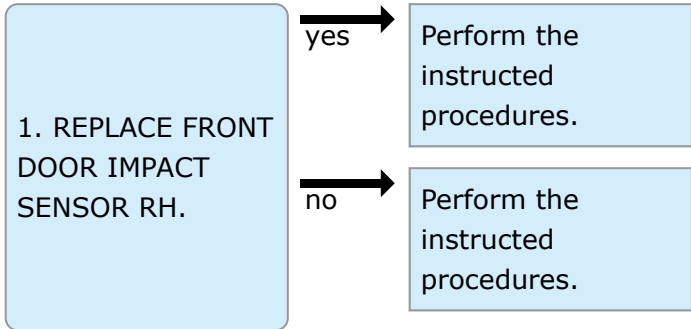 1. REPLACE FRONT
DOOR IMPACT
SENSOR RH.
yes
Perform the
instructed
procedures.
no
Perform the
instructed
procedures.